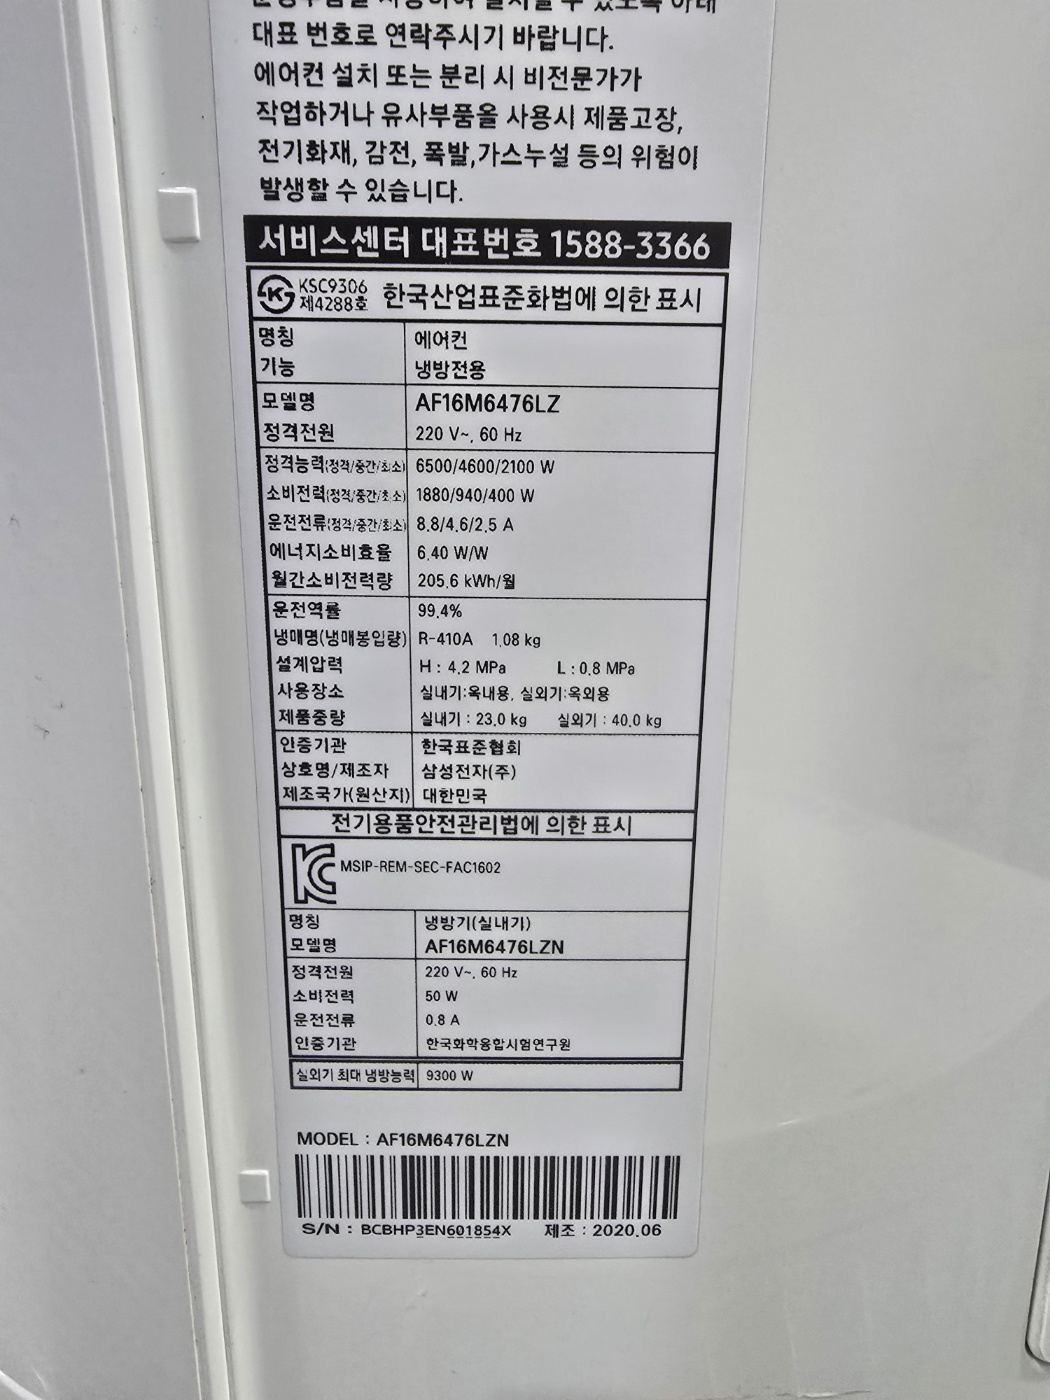 대표 번호로 연락주시기 바랍니다.
에어컨 설치 또는 분리 시 비전문가가
작업하거나 유사부품을 사용시 제품고장,
전기화재, 감전, 폭발,가스누설 등의 위험이
발생할 수 있습니다.
서비스센터 대표번호 1588-3366
KSC9306
제4288호 한국산업표준화법에 의한 표시
명칭 에어컨
기능 냉방전용
모델명 AF16M6476LZ
정격전원 220 V~, 60 Hz
정격능력(정격/중간/최소) 6500/4600/2100 W
소비전력(정격/중간/최소) 1880/940/400 W
운전전류(정격/중간/최소) 8.8/4.6/2.5 A
에너지소비효율 6.40 W/W
월간소비전력량 205.6 kWh/월
운전역률 99.4%
냉매명(냉매봉입량) R-410A 1.08 kg
설계압력 H : 4.2 MPa L : 0.8 MPa
사용장소 실내기:옥내용, 실외기:옥외용
제품중량 실내기 : 23.0 kg 실외기 : 40.0 kg
인증기관 한국표준협회
상호명/제조자 삼성전자(주)
제조국가(원산지) 대한민국
전기용품안전관리법에 의한 표시
MSIP-REM-SEC-FAC1602
명칭 냉방기(실내기)
모델명 AF16M6476LZN
정격전원 220 V~, 60 Hz
소비전력 50 W
운전전류 0.8 A
인증기관 한국화학융합시험연구원
실외기 최대 냉방능력 9300 W
MODEL : AF16M6476LZN
S/N : BCBHP3EN601854X 제조 : 2020.06